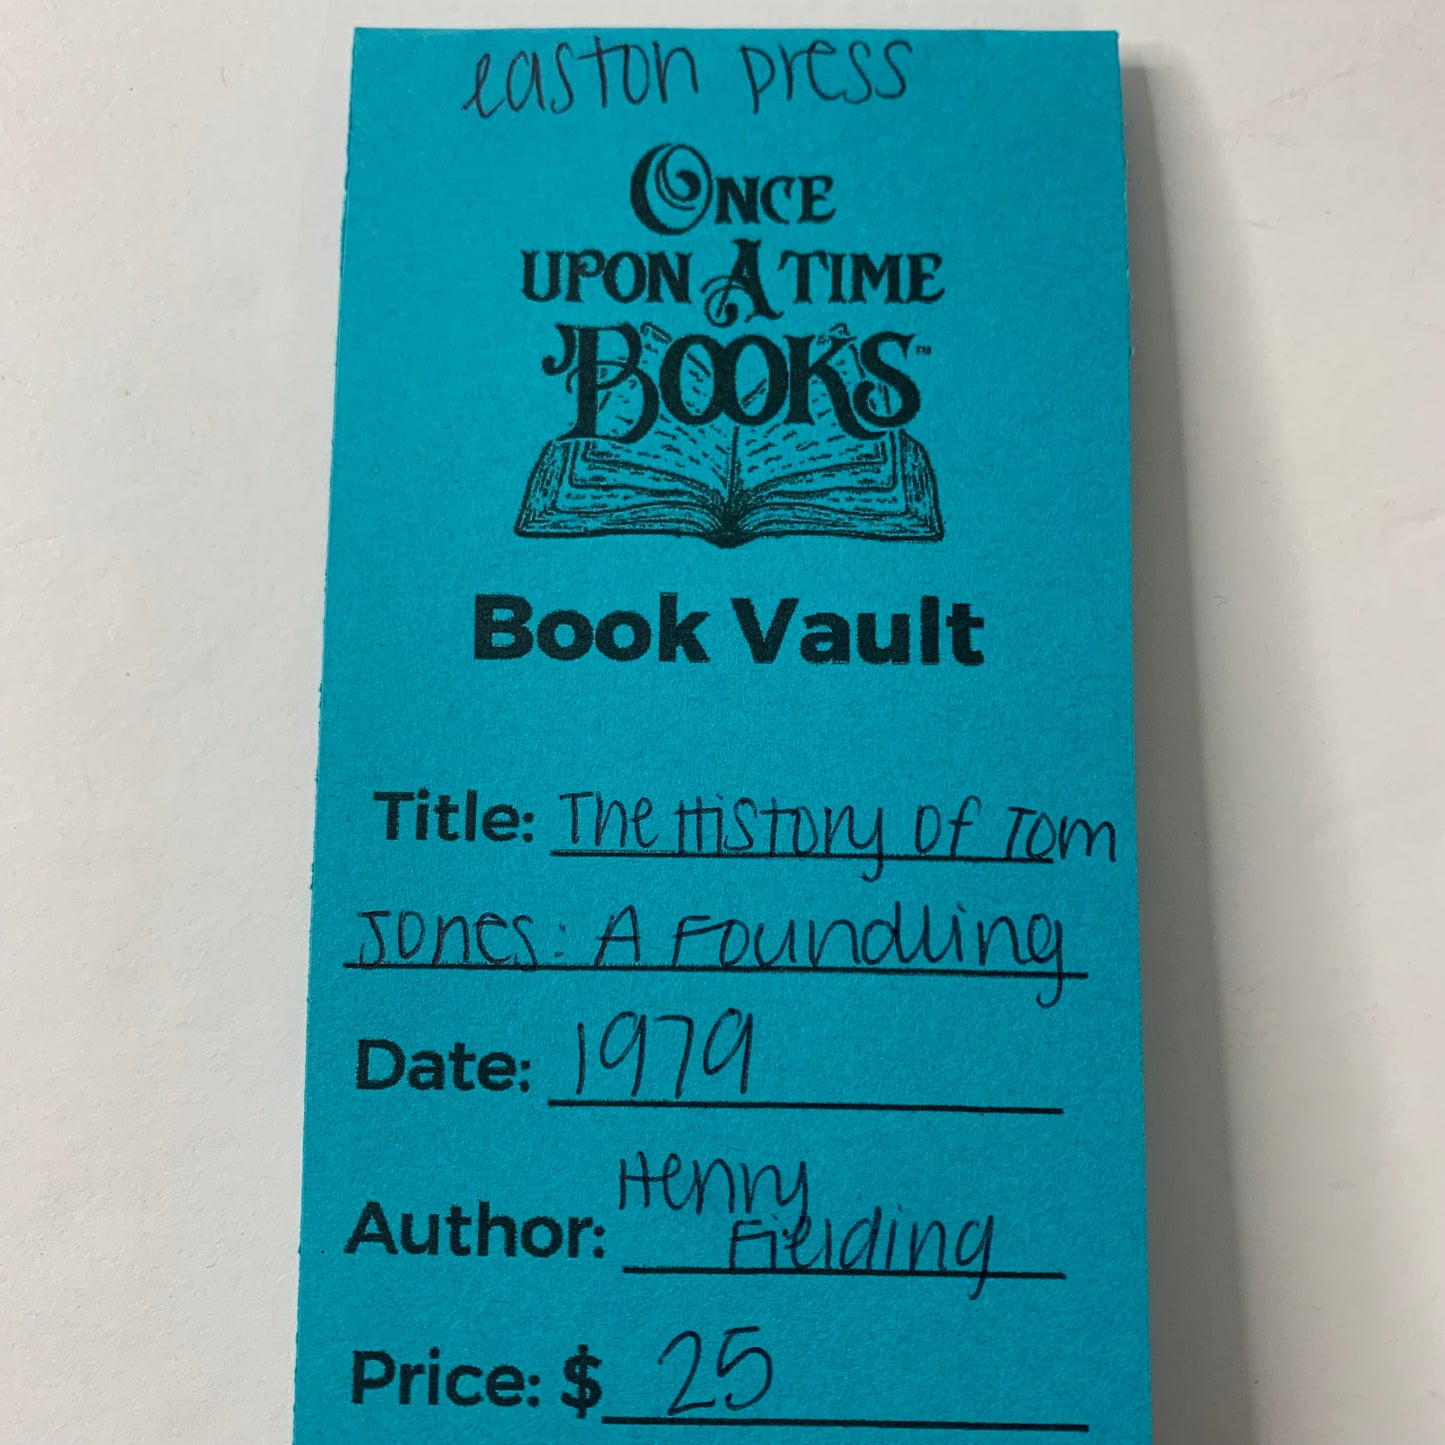 easton press
ONCE
UPON A TIME
BOOKS™
Book Vault
Title: The History of Tom
Jones: A Foundling
Date: 1979
Author: Henry
Fielding
Price: $ 25